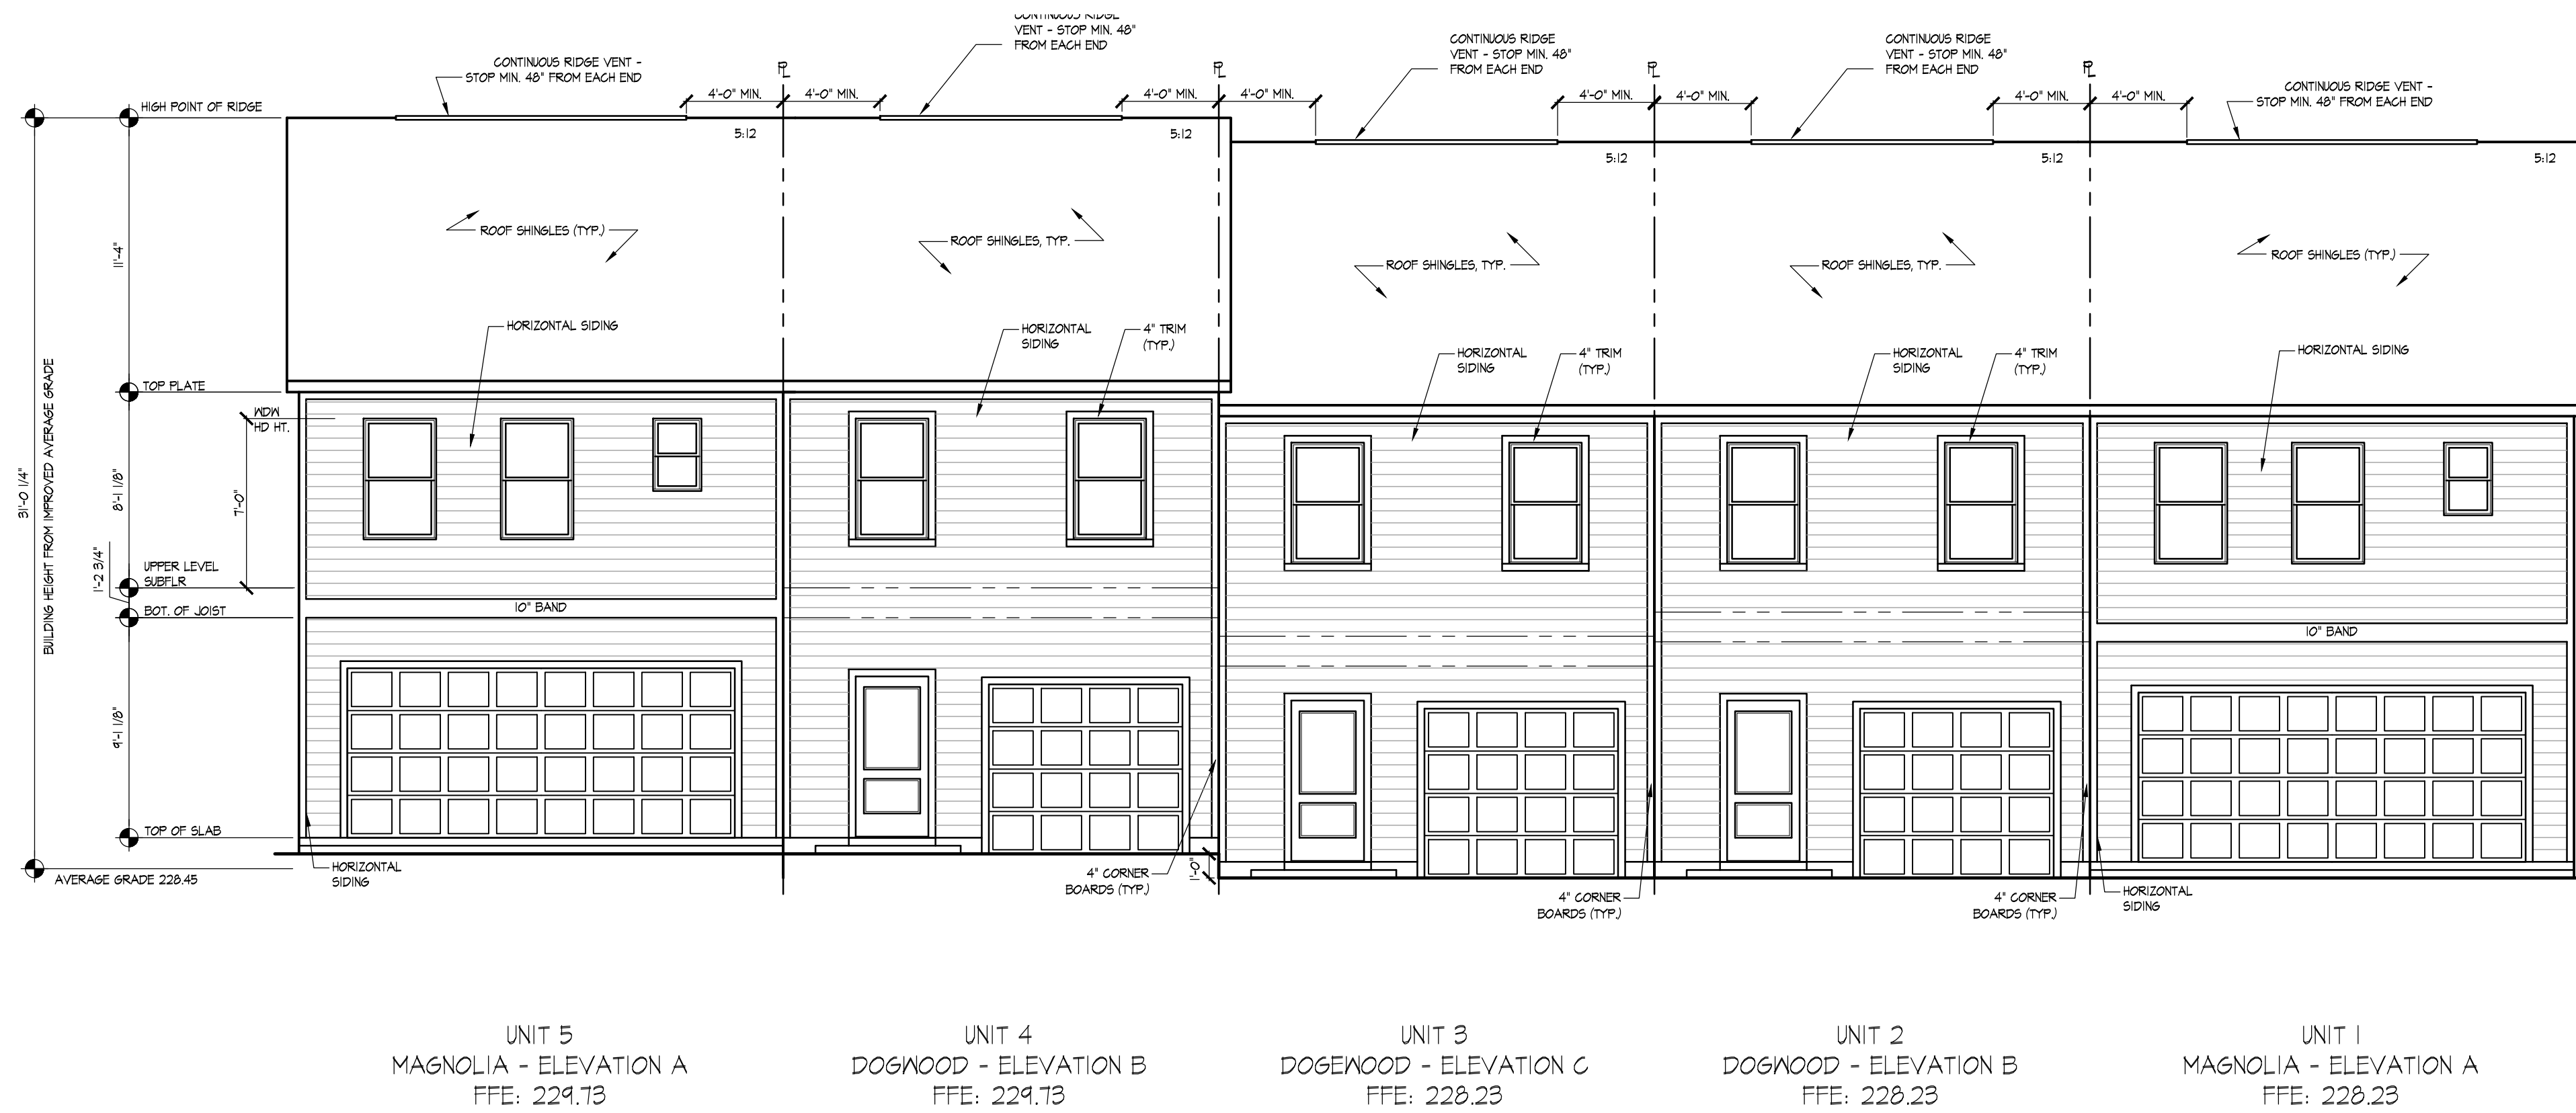 CONTINUOUS RIDGE VENT -
STOP MIN. 48" FROM EACH END
CONTINUOUS RIDGE
VENT - STOP MIN. 48"
FROM EACH END
CONTINUOUS RIDGE
VENT - STOP MIN. 48"
FROM EACH END
CONTINUOUS RIDGE
VENT - STOP MIN. 48"
FROM EACH END
CONTINUOUS RIDGE VENT -
STOP MIN. 48" FROM EACH END
PL
PL
PL
PL
4'-0" MIN.
4'-0" MIN.
4'-0" MIN.
4'-0" MIN.
4'-0" MIN.
4'-0" MIN.
4'-0" MIN.
4'-0" MIN.
HIGH POINT OF RIDGE
5:12
5:12
5:12
5:12
5:12
ROOF SHINGLES (TYP.)
ROOF SHINGLES, TYP.
ROOF SHINGLES, TYP.
ROOF SHINGLES, TYP.
ROOF SHINGLES (TYP.)
11'-4"
HORIZONTAL SIDING
HORIZONTAL
SIDING
4" TRIM
(TYP.)
HORIZONTAL
SIDING
4" TRIM
(TYP.)
HORIZONTAL
SIDING
4" TRIM
(TYP.)
HORIZONTAL SIDING
TOP PLATE
WDW
HD HT.
31'-0 1/4"
BUILDING HEIGHT FROM IMPROVED AVERAGE GRADE
8'-1 1/8"
7'-0"
1'-2 3/4"
UPPER LEVEL
SUBFLR
BOT. OF JOIST
10" BAND
10" BAND
9'-1 1/8"
TOP OF SLAB
AVERAGE GRADE 228.45
HORIZONTAL
SIDING
4" CORNER
BOARDS (TYP.)
1'-0"
4" CORNER
BOARDS (TYP.)
4" CORNER
BOARDS (TYP.)
HORIZONTAL
SIDING
UNIT 5
MAGNOLIA - ELEVATION A
FFE: 229.73
UNIT 4
DOGWOOD - ELEVATION B
FFE: 229.73
UNIT 3
DOGEWOOD - ELEVATION C
FFE: 228.23
UNIT 2
DOGWOOD - ELEVATION B
FFE: 228.23
UNIT 1
MAGNOLIA - ELEVATION A
FFE: 228.23